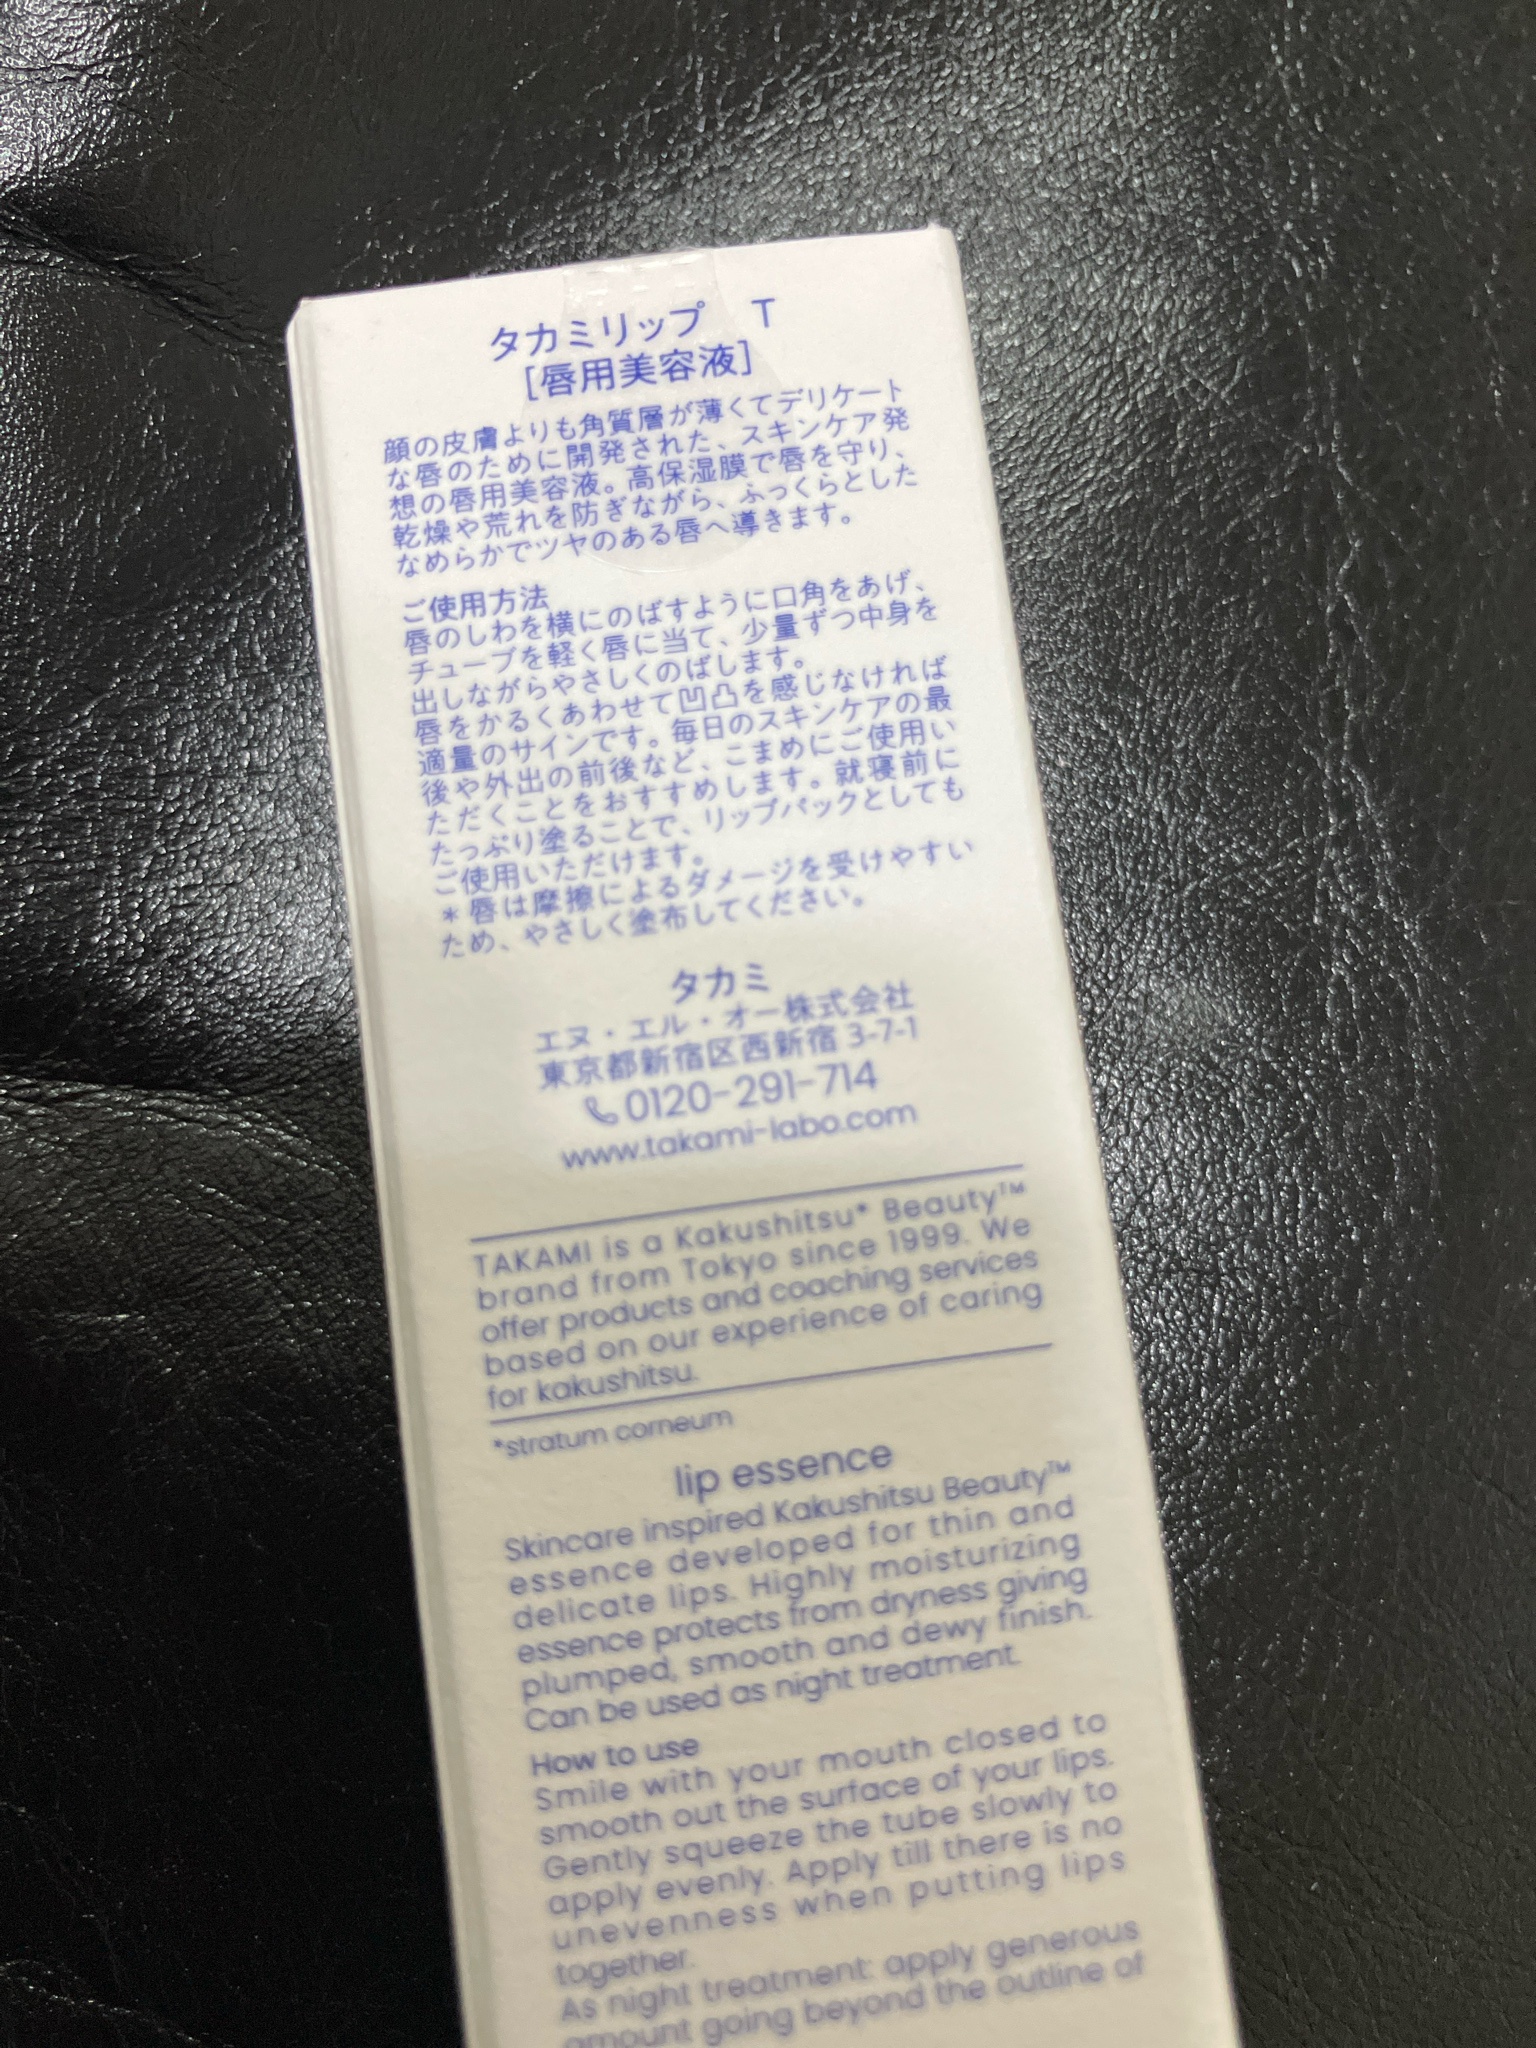 タカミリップ T
[唇用美容液]
顔の皮膚よりも角質層が薄くてデリケート
な唇のために開発された、スキンケア発
想の唇用美容液。高保湿膜で唇を守り、
乾燥や荒れを防ぎながら、ふっくらとした
なめらかでツヤのある唇へ導きます。
ご使用方法
唇のしわを横にのばすように口角をあげ、
チューブを軽く唇に当て、少量ずつ中身を
出しながらやさしくのばします。
唇をかるくあわせて凹凸を感じなければ
適量のサインです。毎日のスキンケアの最
後や外出の前後など、こまめにご使用い
ただくことをおすすめします。就寝前に
たっぷり塗ることで、リップパックとしても
ご使用いただけます。
*唇は摩擦によるダメージを受けやすい
ため、やさしく塗布してください。
タカミ
エヌ・エル・オー株式会社
東京都新宿区西新宿 3-7-1
0120-291-714
www.takami-labo.com
TAKAMI is a Kakushitsu* Beauty™
brand from Tokyo since 1999. We
offer products and coaching services
based on our experience of caring
for kakushitsu.
*stratum corneum
lip essence
Skincare inspired Kakushitsu Beauty™
essence developed for thin and
delicate lips. Highly moisturizing
essence protects from dryness giving
plumped, smooth and dewy finish.
Can be used as night treatment.
How to use
Smile with your mouth closed to
smooth out the surface of your lips.
Gently squeeze the tube slowly to
apply evenly. Apply till there is no
unevenness when putting lips
together.
As night treatment: apply generous
amount going beyond the outline of